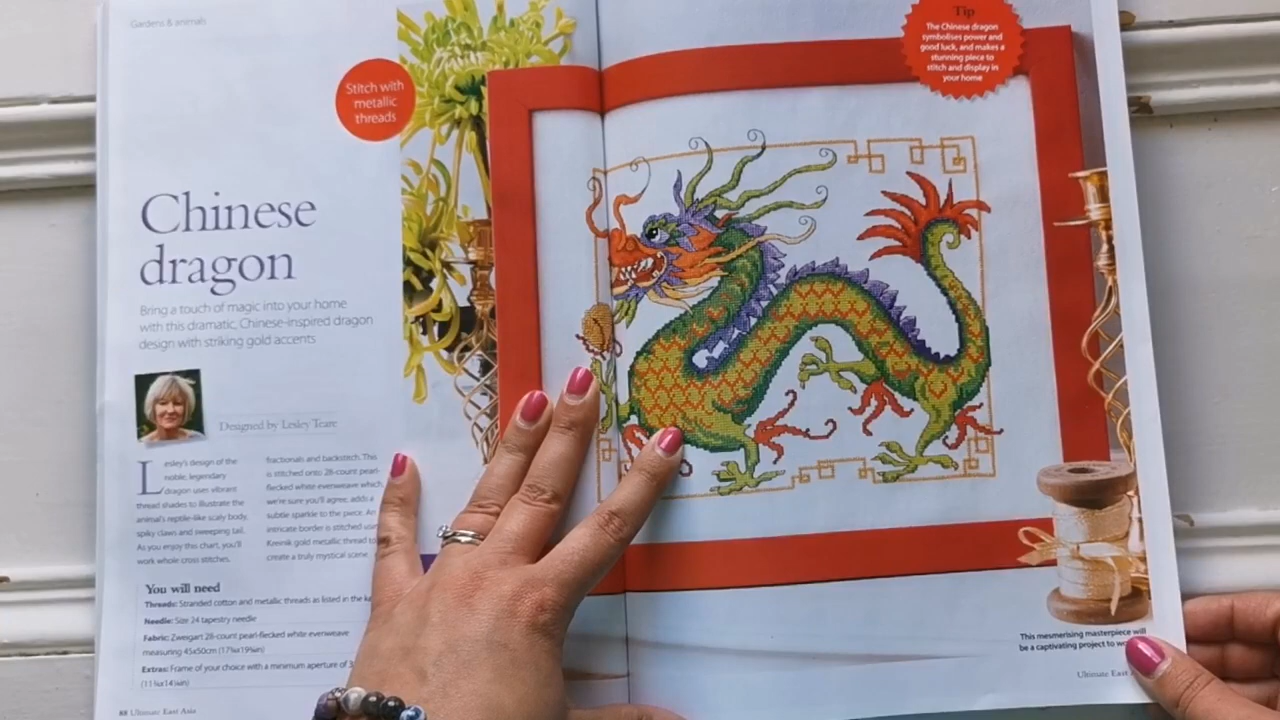 Gardens & animals
Stitch with
metallic
threads
Chinese
dragon
Bring a touch of magic into your home
with this dramatic, Chinese-inspired dragon
design with striking gold accents
Designed by Lesley Teare
Lesley's design of the
noble, legendary
dragon uses vibrant
thread shades to illustrate the
animal's reptile-like scaly body,
spiky claws and sweeping tail.
As you enjoy this chart, you'll
work whole cross stitches,
fractionals and backstitch. This
is stitched onto 28-count pearl-
flecked white evenweave which,
we're sure you'll agree, adds a
subtle sparkle to the piece. An
intricate border is stitched
Kreinik gold metallic thread to
create a truly mystical scene
You will need
Threads: Stranded cotton and metallic threads as listed in the
Needle: Size 24 tapestry needle
Fabric: Zweigart 28-count pearl-flecked white evenweave
measuring 45x50cm
Extras: Frame of your choice with a minimum aperture of
88 Ultimate East Asia
Tip
The Chinese dragon
symbolises power and
good luck, and makes a
stunning piece to
stitch and display in
your home
This mesmerising masterpiece will
be a captivating project to
Ultimate East